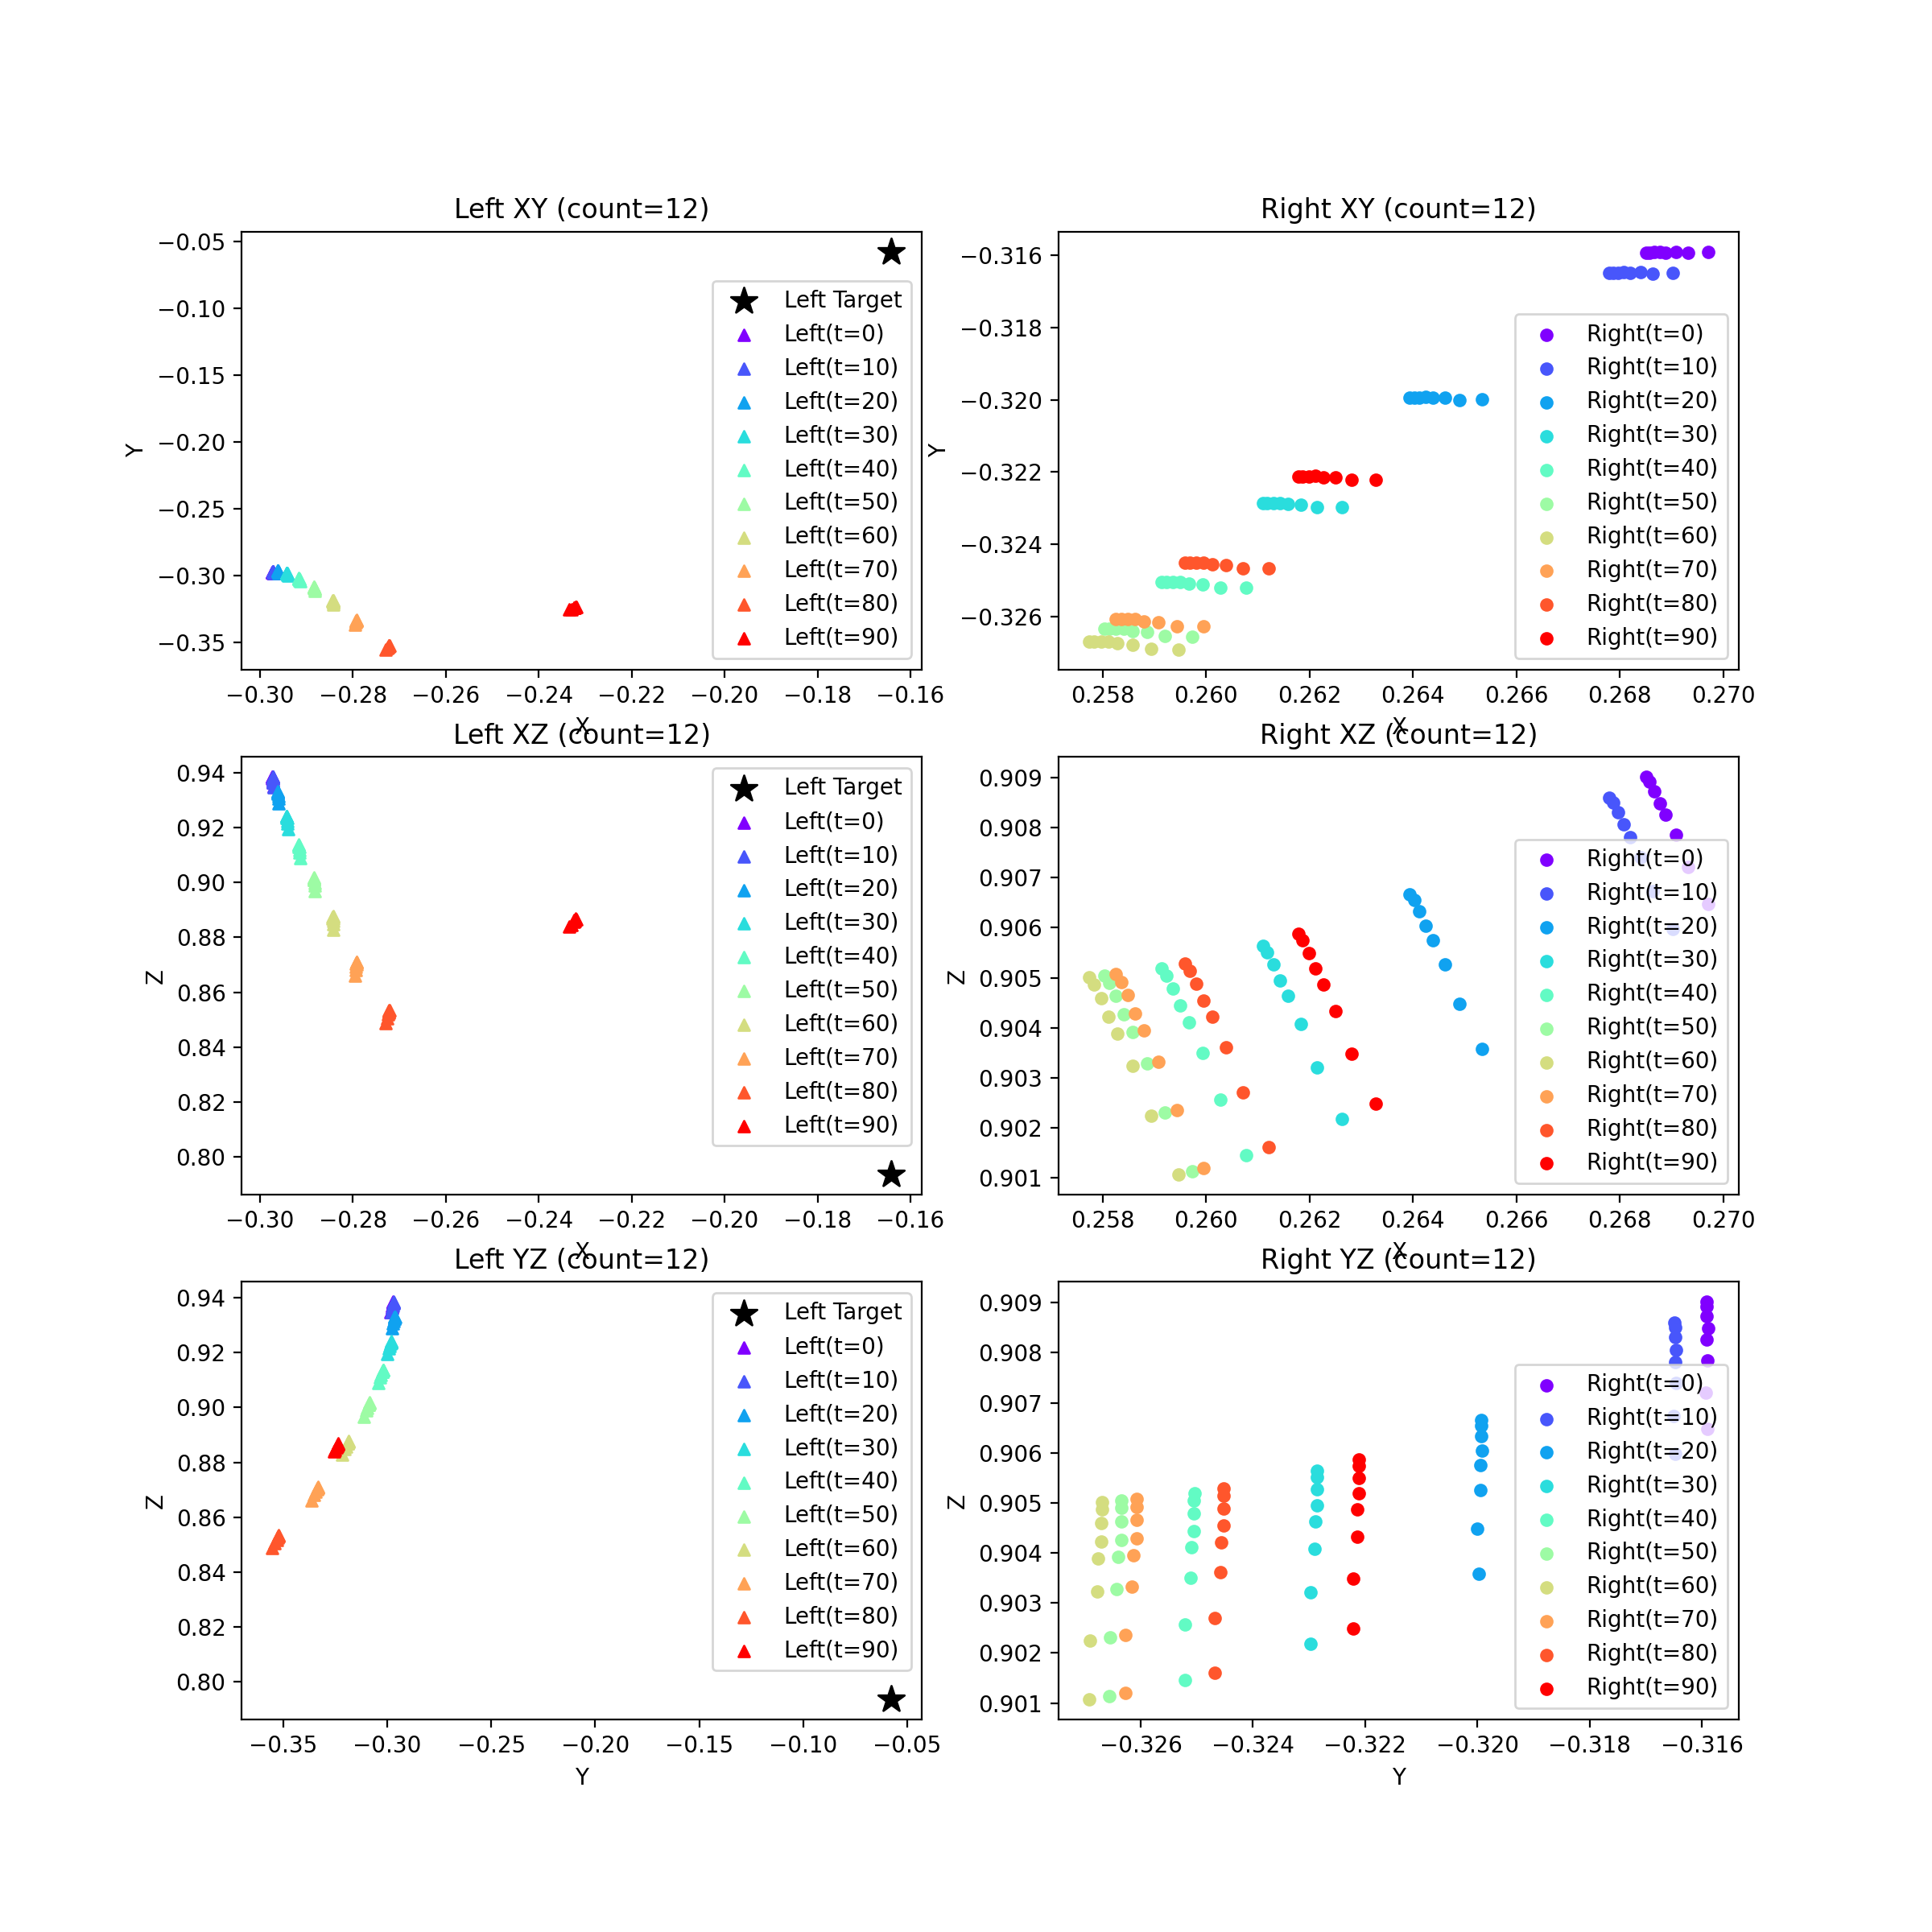 Left XY (count=12)
−0.05
−0.10
−0.15
−0.20
−0.25
−0.30
−0.35
Y
−0.30 −0.28 −0.26 −0.24 −0.22 −0.20 −0.18 −0.16
X
Left Target
Left(t=0)
Left(t=10)
Left(t=20)
Left(t=30)
Left(t=40)
Left(t=50)
Left(t=60)
Left(t=70)
Left(t=80)
Left(t=90)
Right XY (count=12)
−0.316
−0.318
−0.320
−0.322
−0.324
−0.326
Y
0.258 0.260 0.262 0.264 0.266 0.268 0.270
X
Right(t=0)
Right(t=10)
Right(t=20)
Right(t=30)
Right(t=40)
Right(t=50)
Right(t=60)
Right(t=70)
Right(t=80)
Right(t=90)
Left XZ (count=12)
0.94
0.92
0.90
0.88
0.86
0.84
0.82
0.80
Z
−0.30 −0.28 −0.26 −0.24 −0.22 −0.20 −0.18 −0.16
X
Left Target
Left(t=0)
Left(t=10)
Left(t=20)
Left(t=30)
Left(t=40)
Left(t=50)
Left(t=60)
Left(t=70)
Left(t=80)
Left(t=90)
Right XZ (count=12)
0.909
0.908
0.907
0.906
0.905
0.904
0.903
0.902
0.901
Z
0.258 0.260 0.262 0.264 0.266 0.268 0.270
X
Right(t=0)
Right(t=10)
Right(t=20)
Right(t=30)
Right(t=40)
Right(t=50)
Right(t=60)
Right(t=70)
Right(t=80)
Right(t=90)
Left YZ (count=12)
0.94
0.92
0.90
0.88
0.86
0.84
0.82
0.80
Z
−0.35 −0.30 −0.25 −0.20 −0.15 −0.10 −0.05
Y
Left Target
Left(t=0)
Left(t=10)
Left(t=20)
Left(t=30)
Left(t=40)
Left(t=50)
Left(t=60)
Left(t=70)
Left(t=80)
Left(t=90)
Right YZ (count=12)
0.909
0.908
0.907
0.906
0.905
0.904
0.903
0.902
0.901
Z
−0.326 −0.324 −0.322 −0.320 −0.318 −0.316
Y
Right(t=0)
Right(t=10)
Right(t=20)
Right(t=30)
Right(t=40)
Right(t=50)
Right(t=60)
Right(t=70)
Right(t=80)
Right(t=90)